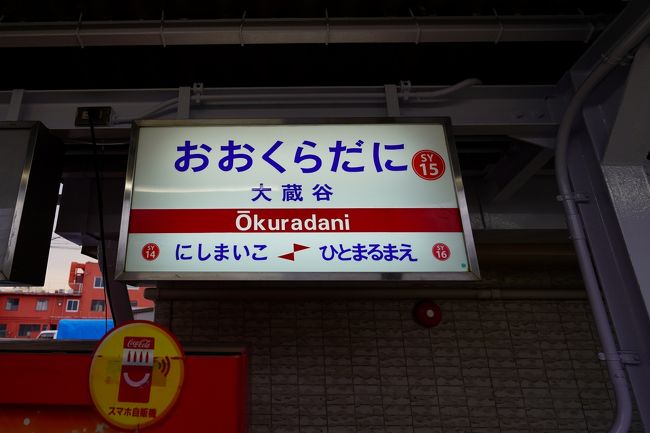 おおくらだに
SY
15
大蔵谷
Ōkuradani
SY
14
にしまいこ
ひとまるまえ
SY
16
Coca-Cola
スマホ自販機